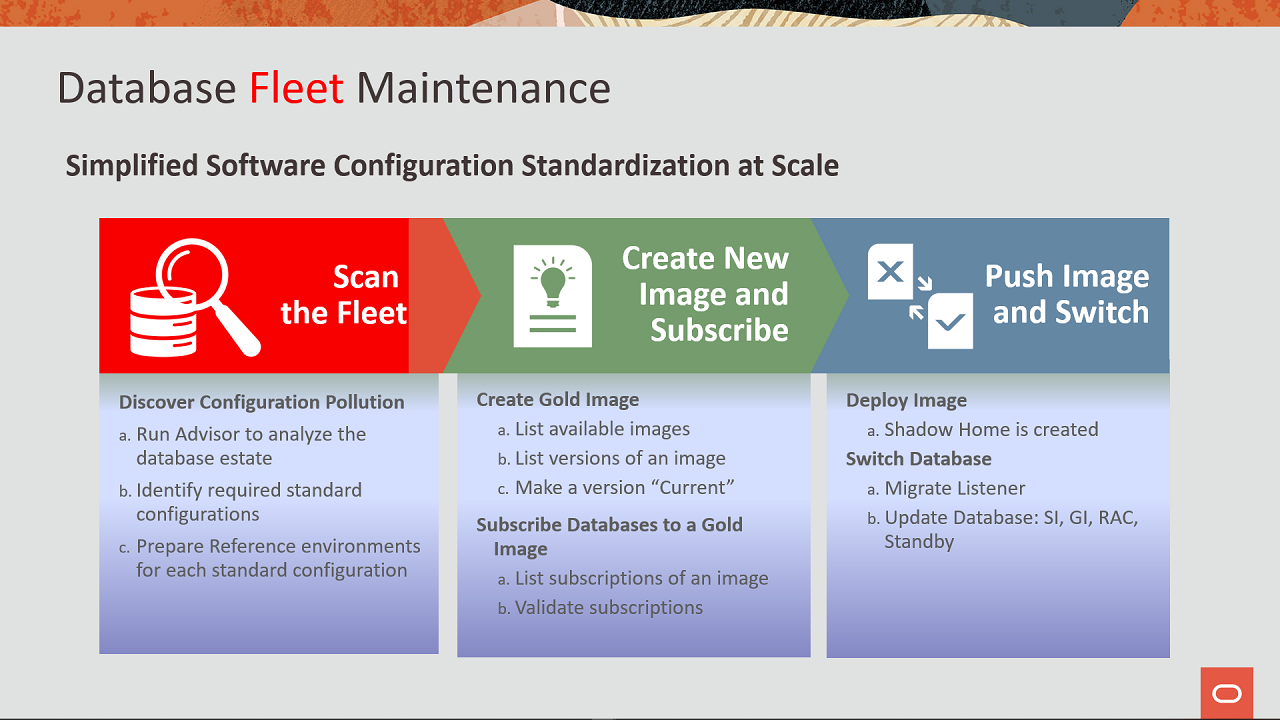 Database Fleet Maintenance
Simplified Software Configuration Standardization at Scale
Scan
the Fleet
Discover Configuration Pollution
a. Run Advisor to analyze the
database estate
b. Identify required standard
configurations
c. Prepare Reference environments
for each standard configuration
Create New
Image and
Subscribe
Create Gold Image
a. List available images
b. List versions of an image
c. Make a version “Current”
Subscribe Databases to a Gold
Image
a. List subscriptions of an image
b. Validate subscriptions
Push Image
and Switch
Deploy Image
a. Shadow Home is created
Switch Database
a. Migrate Listener
b. Update Database: SI, GI, RAC,
Standby